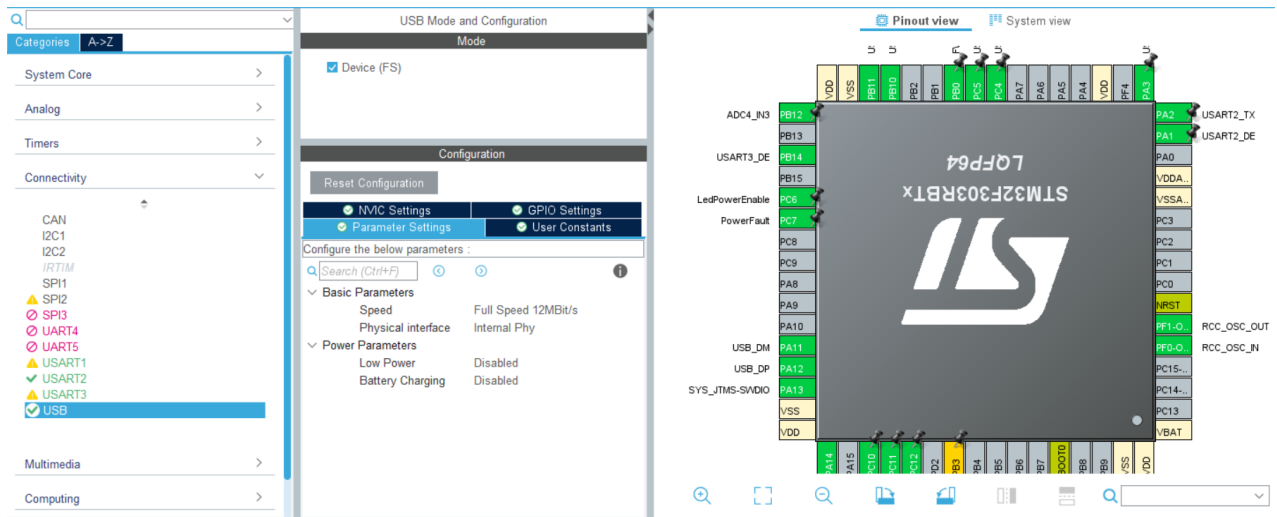 USB Mode and Configuration
Mode
Categories
A->Z
System Core
Analog
Timers
Connectivity
CAN
I2C1
I2C2
IRTIM
SPI1
SPI2
SPI3
UART4
UART5
USART1
USART2
USART3
USB
Multimedia
Computing
Device (FS)
Configuration
Reset Configuration
NVIC Settings
GPIO Settings
Parameter Settings
User Constants
Configure the below parameters :
Search (Ctrl+F)
Basic Parameters
Speed Full Speed 12MBit/s
Physical interface Internal Phy
Power Parameters
Low Power Disabled
Battery Charging Disabled
Pinout view
System view
VDD
VSS
PB11
PB10
PB2
PB1
PB0
PC5
PC4
PA7
PA6
PA5
PA4
VDD
PF4
PA3
ADC4_IN3 PB12
PB13
USART3_DE PB14
PB15
LedPowerEnable PC6
PowerFault PC7
PC8
PC9
PA8
PA9
PA10
USB_DM PA11
USB_DP PA12
SYS_JTMS-SWDIO PA13
VSS
VDD
STM32F303RBTx
LQFP64
PA2 USART2_TX
PA1 USART2_DE
PA0
VDDA..
VSSA..
PC3
PC2
PC1
PC0
NRST
PF1-O.. RCC_OSC_OUT
PF0-O.. RCC_OSC_IN
PC15-..
PC14-..
PC13
VBAT
PA14
PA15
PC10
PC11
PC12
PD2
PB3
PB4
PB5
PB6
PB7
BOOT0
PB8
PB9
VSS
VDD